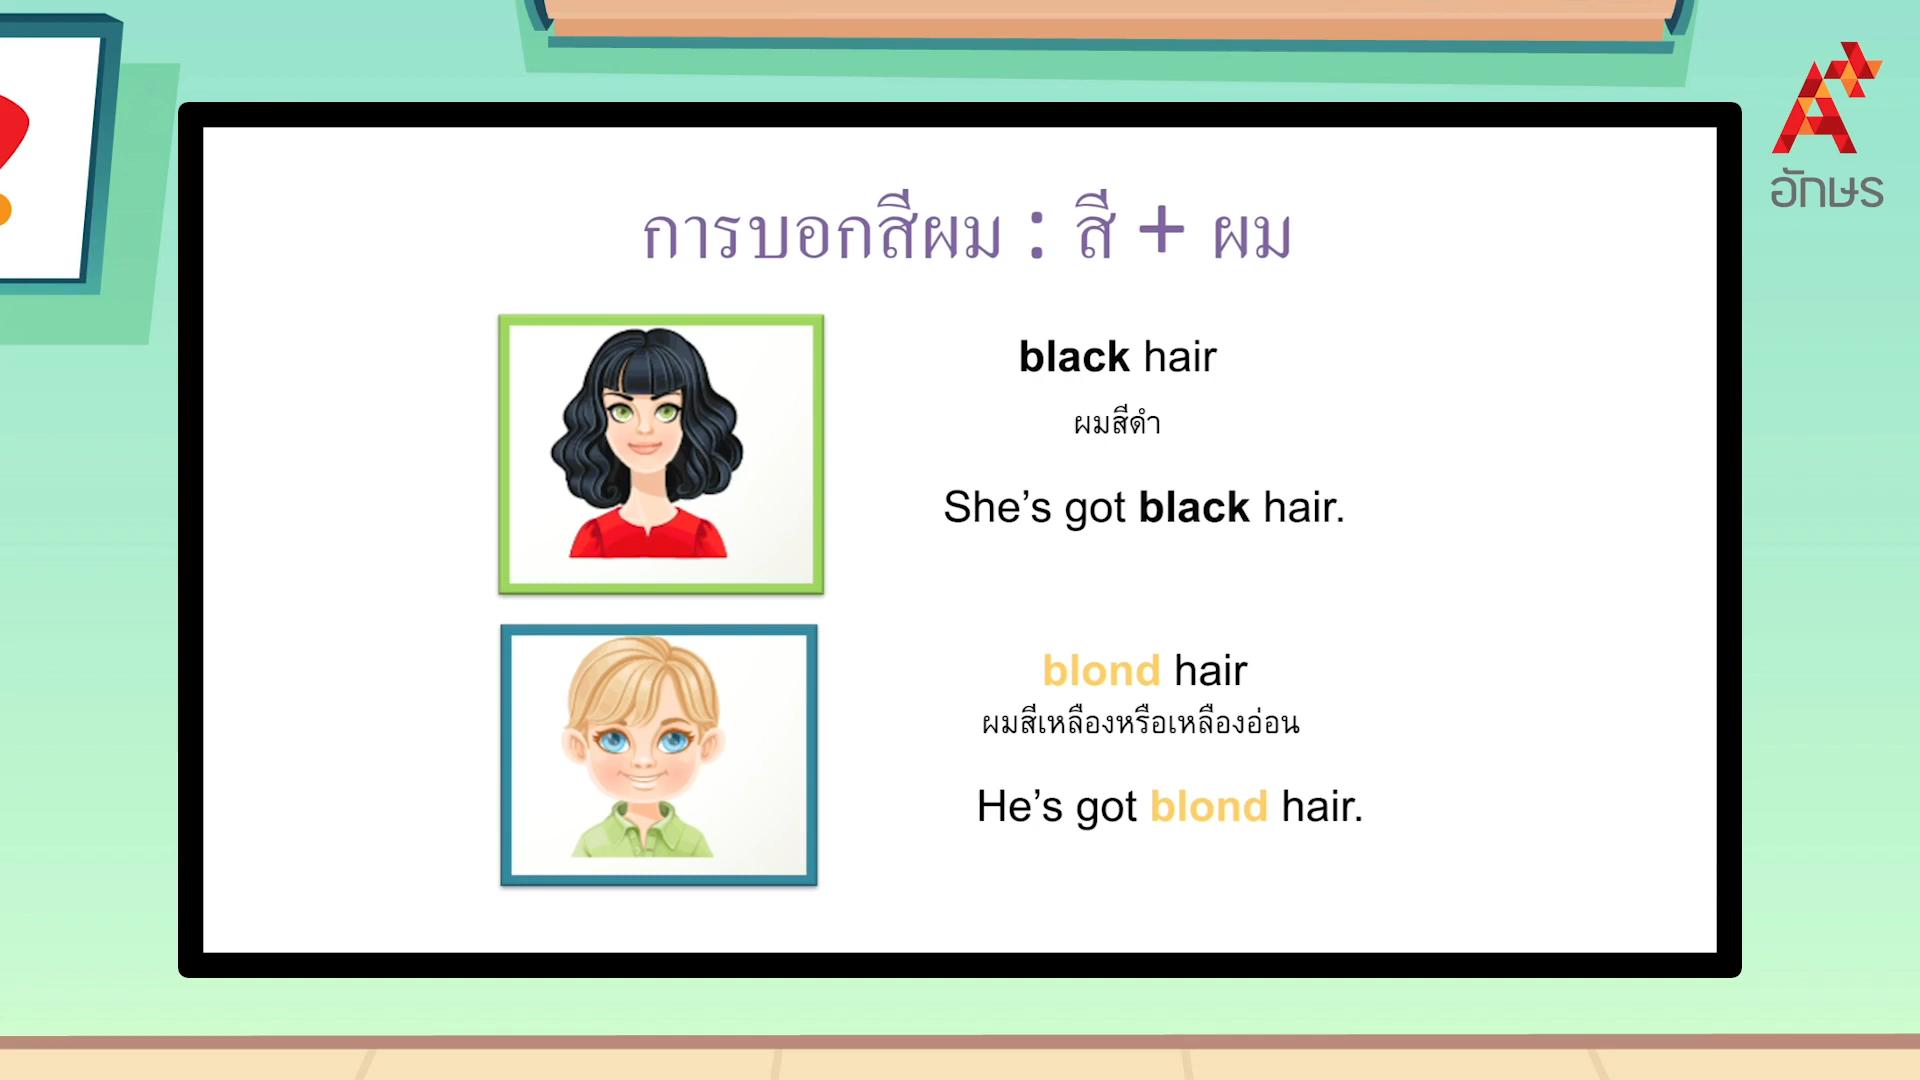 อักษร
การบอกสีผม : สี + ผม
black hair
ผมสีดำ
She’s got black hair.
blond hair
ผมสีเหลืองหรือเหลืองอ่อน
He’s got blond hair.